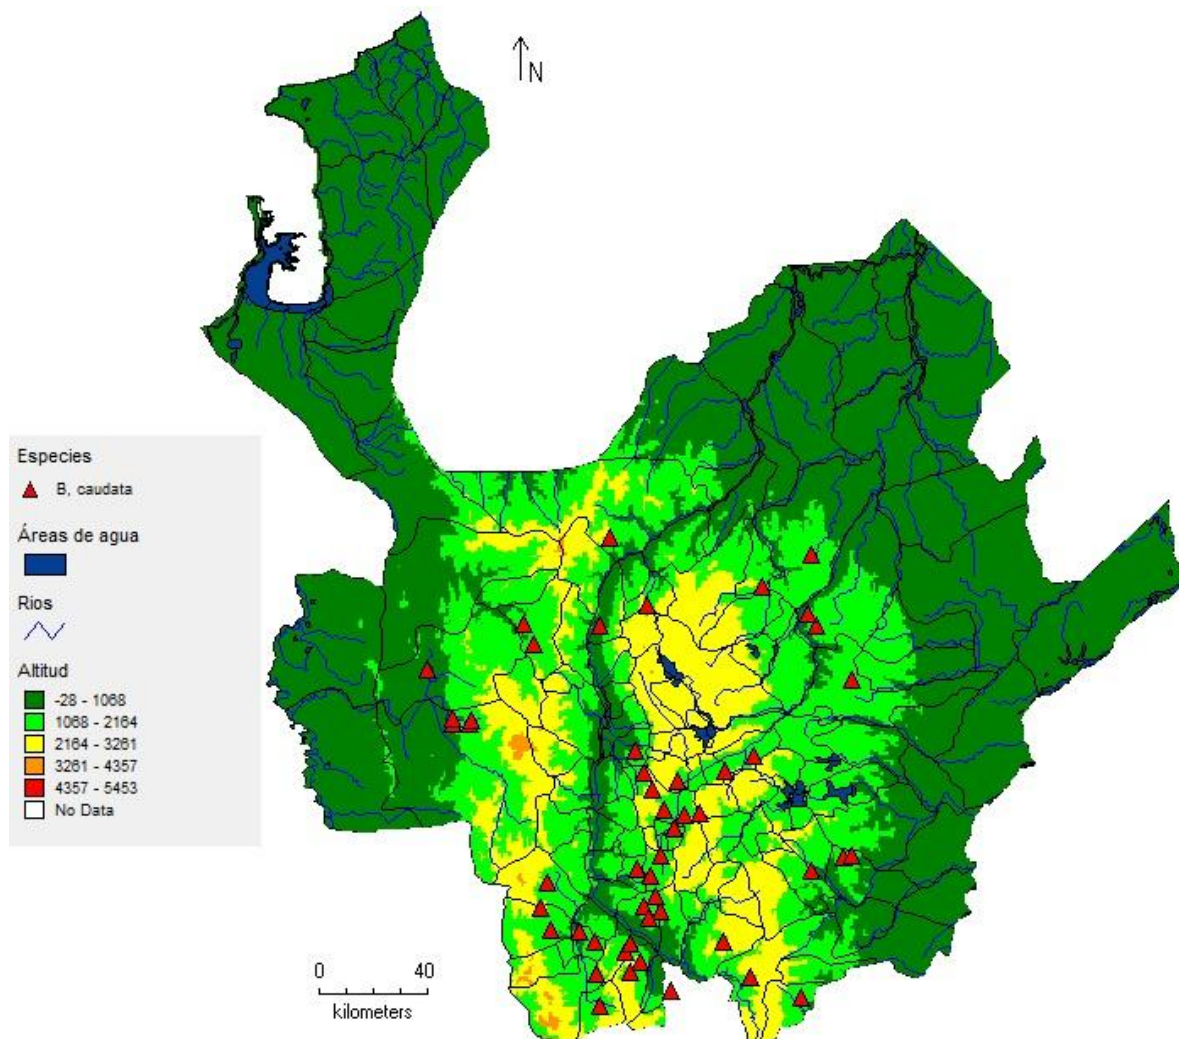 N
Especies
B, caudata
Áreas de agua
Rios
Altitud
-28 - 1068
1068 - 2164
2164 - 3261
3261 - 4357
4357 - 5453
No Data
0 40
kilometers